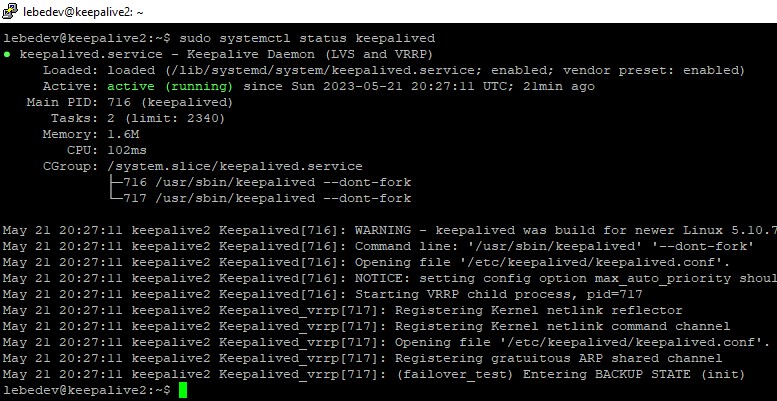 lebedev@keepalive2: ~
lebedev@keepalive2:~$ sudo systemctl status keepalived
● keepalived.service - Keepalive Daemon (LVS and VRRP)
Loaded: loaded (/lib/systemd/system/keepalived.service; enabled; vendor preset: enabled)
Active: active (running) since Sun 2023-05-21 20:27:11 UTC; 21min ago
Main PID: 716 (keepalived)
Tasks: 2 (limit: 2340)
Memory: 1.6M
CPU: 102ms
CGroup: /system.slice/keepalived.service
├─716 /usr/sbin/keepalived --dont-fork
└─717 /usr/sbin/keepalived --dont-fork
May 21 20:27:11 keepalive2 Keepalived[716]: WARNING - keepalived was build for newer Linux 5.10.7
May 21 20:27:11 keepalive2 Keepalived[716]: Command line: '/usr/sbin/keepalived' '--dont-fork'
May 21 20:27:11 keepalive2 Keepalived[716]: Opening file '/etc/keepalived/keepalived.conf'.
May 21 20:27:11 keepalive2 Keepalived[716]: NOTICE: setting config option max_auto_priority shoul
May 21 20:27:11 keepalive2 Keepalived[716]: Starting VRRP child process, pid=717
May 21 20:27:11 keepalive2 Keepalived_vrrp[717]: Registering Kernel netlink reflector
May 21 20:27:11 keepalive2 Keepalived_vrrp[717]: Registering Kernel netlink command channel
May 21 20:27:11 keepalive2 Keepalived_vrrp[717]: Opening file '/etc/keepalived/keepalived.conf'.
May 21 20:27:11 keepalive2 Keepalived_vrrp[717]: Registering gratuitous ARP shared channel
May 21 20:27:11 keepalive2 Keepalived_vrrp[717]: (failover_test) Entering BACKUP STATE (init)
lebedev@keepalive2:~$